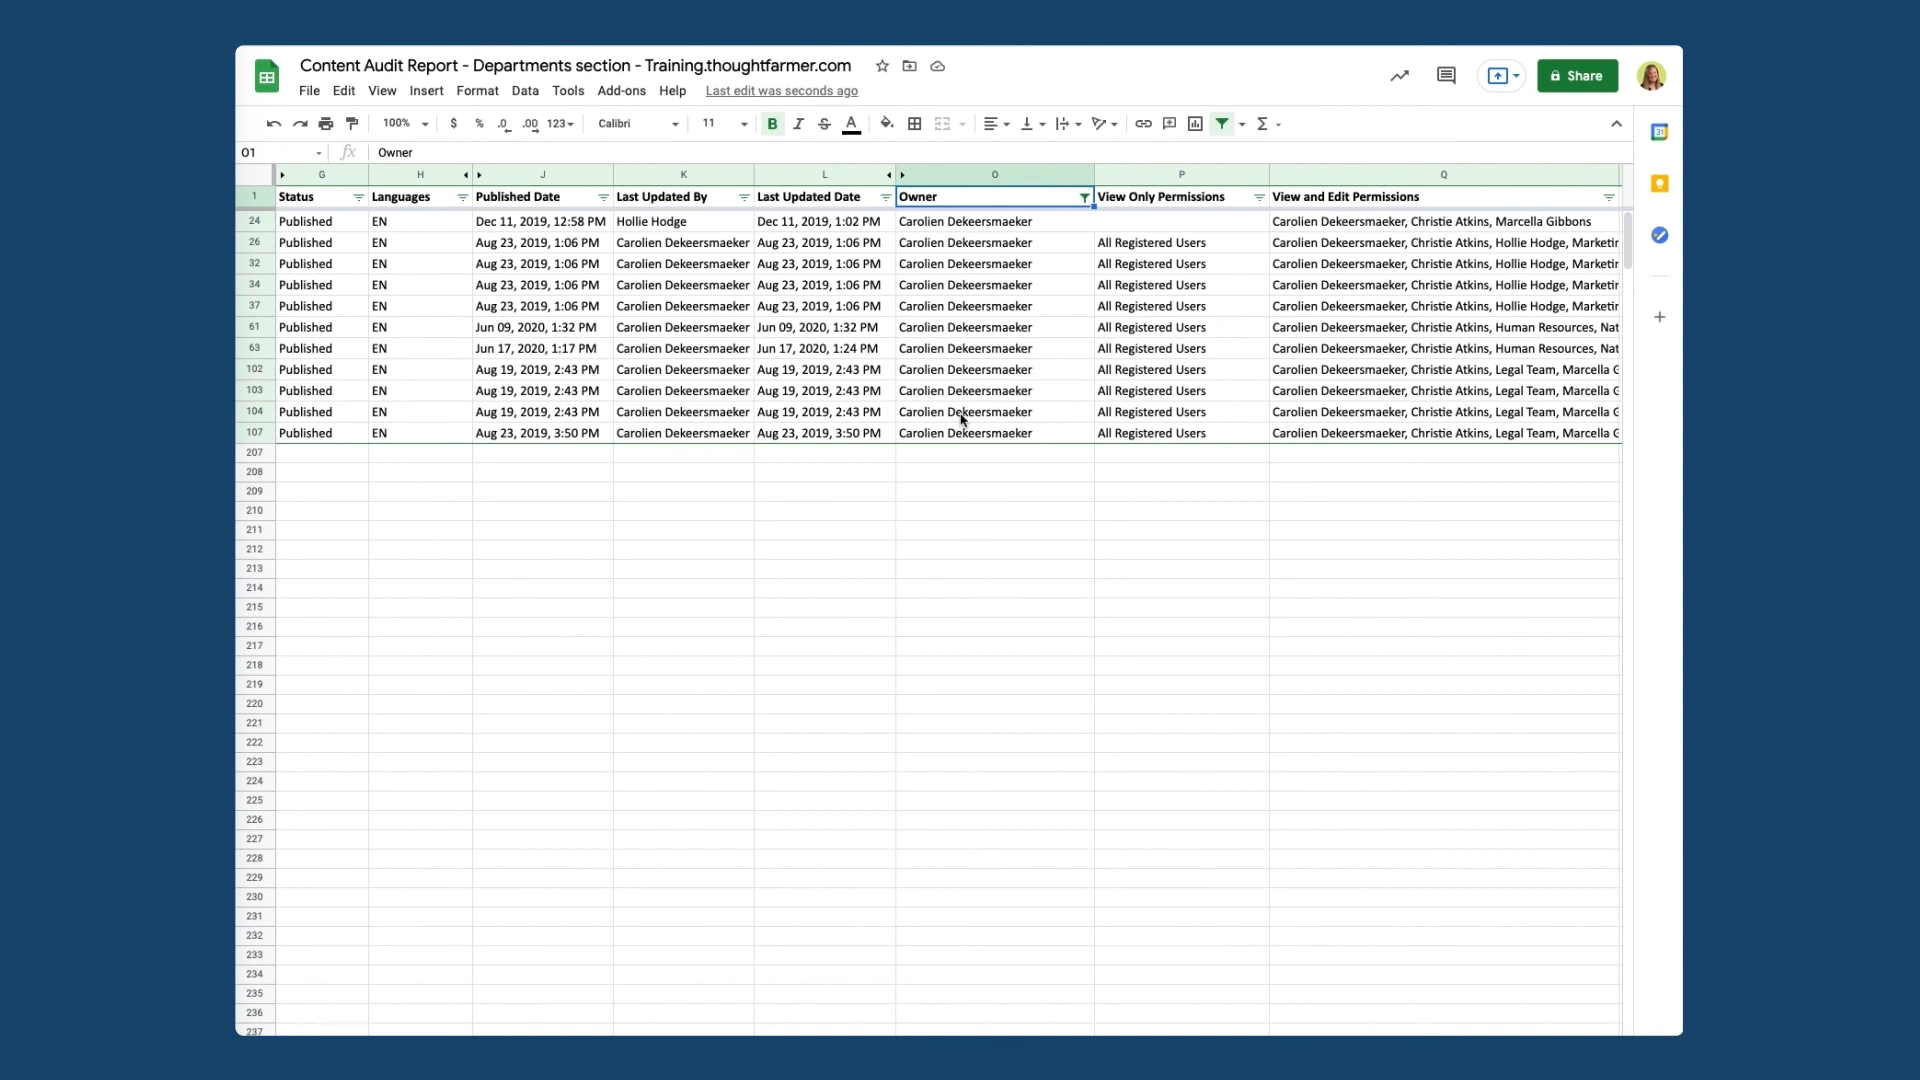 Content Audit Report - Departments section - Training.thoughtfarmer.com
Share
File Edit View Insert Format Data Tools Add-ons Help Last edit was seconds ago
100% $ % .0 .00 123 Calibri 11 B I S A Σ
31
O1 fx Owner
G H J K L O P Q
1 Status Languages Published Date Last Updated By Last Updated Date Owner View Only Permissions View and Edit Permissions
24 Published EN Dec 11, 2019, 12:58 PM Hollie Hodge Dec 11, 2019, 1:02 PM Carolien Dekeersmaeker Carolien Dekeersmaeker, Christie Atkins, Marcella Gibbons
26 Published EN Aug 23, 2019, 1:06 PM Carolien Dekeersmaeker Aug 23, 2019, 1:06 PM Carolien Dekeersmaeker All Registered Users Carolien Dekeersmaeker, Christie Atkins, Hollie Hodge, Marketin
32 Published EN Aug 23, 2019, 1:06 PM Carolien Dekeersmaeker Aug 23, 2019, 1:06 PM Carolien Dekeersmaeker All Registered Users Carolien Dekeersmaeker, Christie Atkins, Hollie Hodge, Marketin
34 Published EN Aug 23, 2019, 1:06 PM Carolien Dekeersmaeker Aug 23, 2019, 1:06 PM Carolien Dekeersmaeker All Registered Users Carolien Dekeersmaeker, Christie Atkins, Hollie Hodge, Marketin
37 Published EN Aug 23, 2019, 1:06 PM Carolien Dekeersmaeker Aug 23, 2019, 1:06 PM Carolien Dekeersmaeker All Registered Users Carolien Dekeersmaeker, Christie Atkins, Hollie Hodge, Marketin
61 Published EN Jun 09, 2020, 1:32 PM Carolien Dekeersmaeker Jun 09, 2020, 1:32 PM Carolien Dekeersmaeker All Registered Users Carolien Dekeersmaeker, Christie Atkins, Human Resources, Nat
63 Published EN Jun 17, 2020, 1:17 PM Carolien Dekeersmaeker Jun 17, 2020, 1:24 PM Carolien Dekeersmaeker All Registered Users Carolien Dekeersmaeker, Christie Atkins, Human Resources, Nat
102 Published EN Aug 19, 2019, 2:43 PM Carolien Dekeersmaeker Aug 19, 2019, 2:43 PM Carolien Dekeersmaeker All Registered Users Carolien Dekeersmaeker, Christie Atkins, Legal Team, Marcella G
103 Published EN Aug 19, 2019, 2:43 PM Carolien Dekeersmaeker Aug 19, 2019, 2:43 PM Carolien Dekeersmaeker All Registered Users Carolien Dekeersmaeker, Christie Atkins, Legal Team, Marcella G
104 Published EN Aug 19, 2019, 2:43 PM Carolien Dekeersmaeker Aug 19, 2019, 2:43 PM Carolien Dekeersmaeker All Registered Users Carolien Dekeersmaeker, Christie Atkins, Legal Team, Marcella G
107 Published EN Aug 23, 2019, 3:50 PM Carolien Dekeersmaeker Aug 23, 2019, 3:50 PM Carolien Dekeersmaeker All Registered Users Carolien Dekeersmaeker, Christie Atkins, Legal Team, Marcella G
207
208
209
210
211
212
213
214
215
216
217
218
219
220
221
222
223
224
225
226
227
228
229
230
231
232
233
234
235
236
237